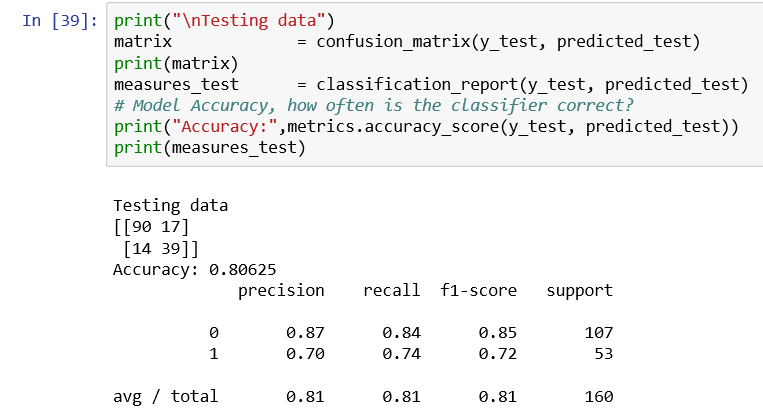 In [39]: print("\nTesting data")
matrix             = confusion_matrix(y_test, predicted_test)
print(matrix)
measures_test      = classification_report(y_test, predicted_test)
# Model Accuracy, how often is the classifier correct?
print("Accuracy:",metrics.accuracy_score(y_test, predicted_test))
print(measures_test)
Testing data
[[90 17]
 [14 39]]
Accuracy: 0.80625
             precision    recall  f1-score   support
          0       0.87      0.84      0.85       107
          1       0.70      0.74      0.72        53
avg / total       0.81      0.81      0.81       160